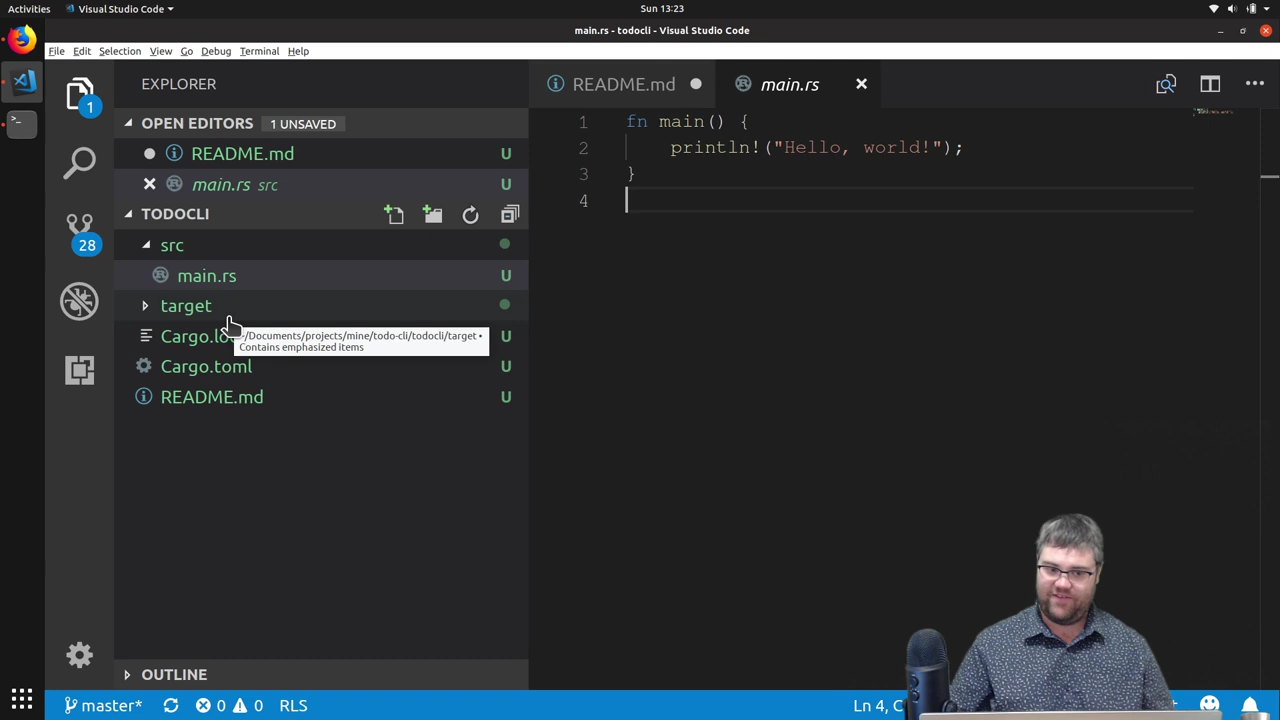 Activities
Visual Studio Code
Sun 13:23
main.rs - todocli - Visual Studio Code
File Edit Selection View Go Debug Terminal Help
1
28
EXPLORER
OPEN EDITORS 1 UNSAVED
README.md U
main.rs src U
TODOCLI
src
main.rs U
target
Cargo.lo U
~/Documents/projects/mine/todo-cli/todocli/target •
Contains emphasized items
Cargo.toml U
README.md U
OUTLINE
README.md
main.rs
1 fn main() {
2 println!("Hello, world!");
3 }
4
master* 0 0 RLS
Ln 4, C